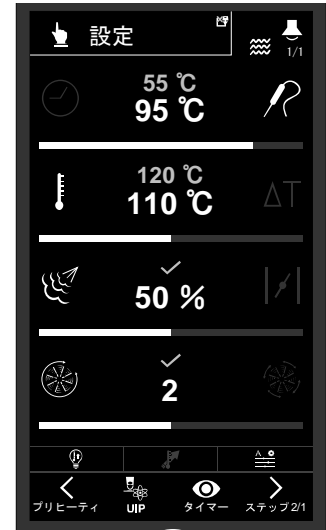 設定
1/1
55 ℃
95 ℃
120 ℃
110 ℃
ΔT
50 %
2
プリヒーティ
UIP
タイマー
ステップ2/1